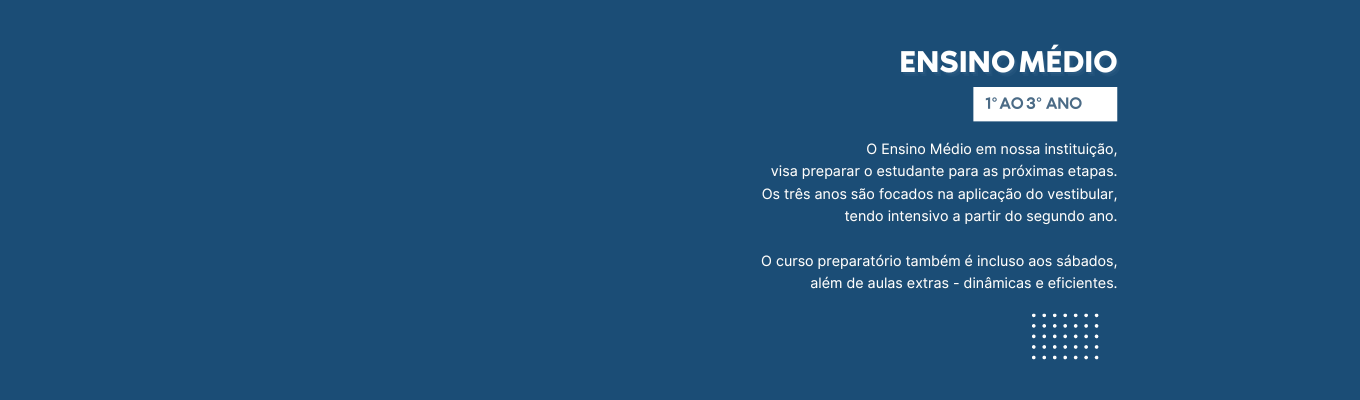 ENSINO MÉDIO
1° AO 3° ANO
O Ensino Médio em nossa instituição,
visa preparar o estudante para as próximas etapas.
Os três anos são focados na aplicação do vestibular,
tendo intensivo a partir do segundo ano.
O curso preparatório também é incluso aos sábados,
além de aulas extras - dinâmicas e eficientes.